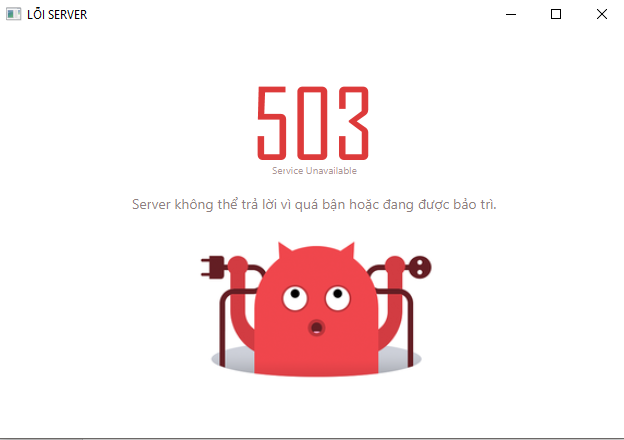 LỖI SERVER
503
Service Unavailable
Server không thể trả lời vì quá bận hoặc đang được bảo trì.